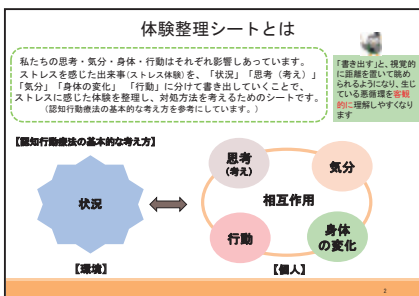 体験整理シートとは
私たちの思考・気分・身体・行動はそれぞれ影響しあっています。
ストレスを感じた出来事(ストレス体験)を、「状況」「思考（考え）」
「気分」「身体の変化」「行動」に分けて書き出していくことで、
ストレスに感じた体験を整理し、対処方法を考えるためのシートです。
（認知行動療法の基本的な考え方を参考にしています。）
「書き出す」と、視覚的
に距離を置いて眺め
られるようになり、生じ
ている悪循環を客観
的に理解しやすくなり
ます
【認知行動療法の基本的な考え方】
思考
(考え)
気分
状況
相互作用
行動
身体
の変化
【環境】
【個人】
2